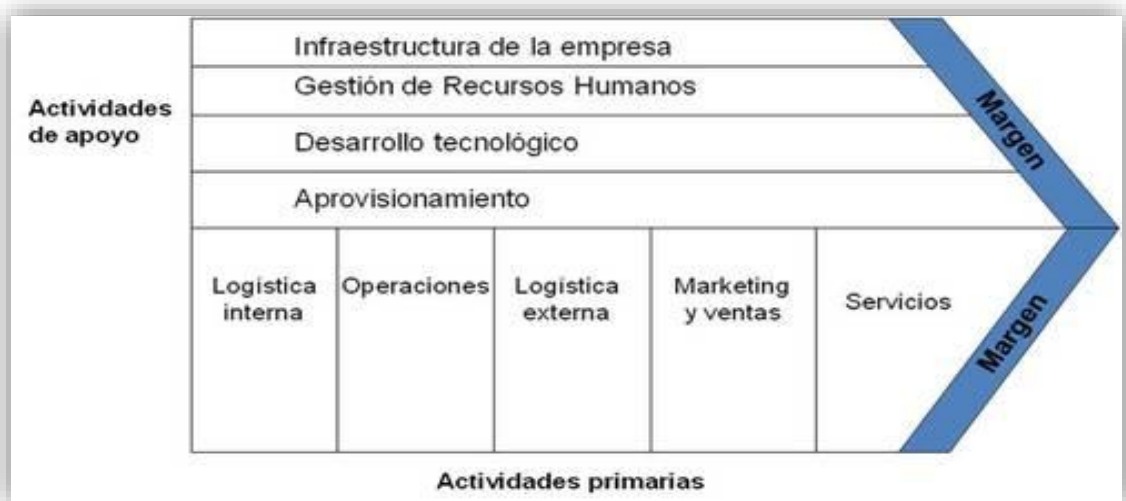 Infraestructura de la empresa
Gestión de Recursos Humanos
Actividades
de apoyo
Desarrollo tecnológico
Aprovisionamiento
Margen
Logística
interna
Operaciones
Logística
externa
Marketing
y ventas
Servicios
Margen
Actividades primarias